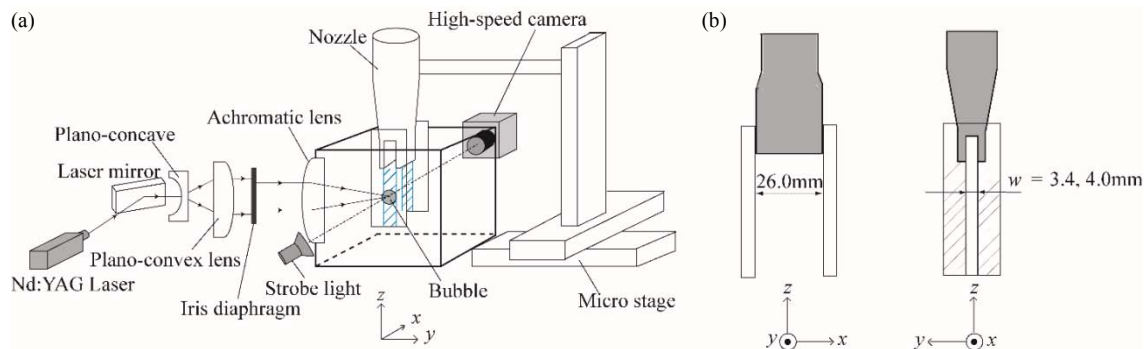 (a)
High-speed camera
Nozzle
Achromatic lens
Plano-concave
Laser mirror
Plano-convex lens
Nd:YAG Laser
Iris diaphragm
Strobe light
Bubble
Micro stage
z
x
y
(b)
26.0mm
w = 3.4, 4.0mm
z
y
x
z
y
x